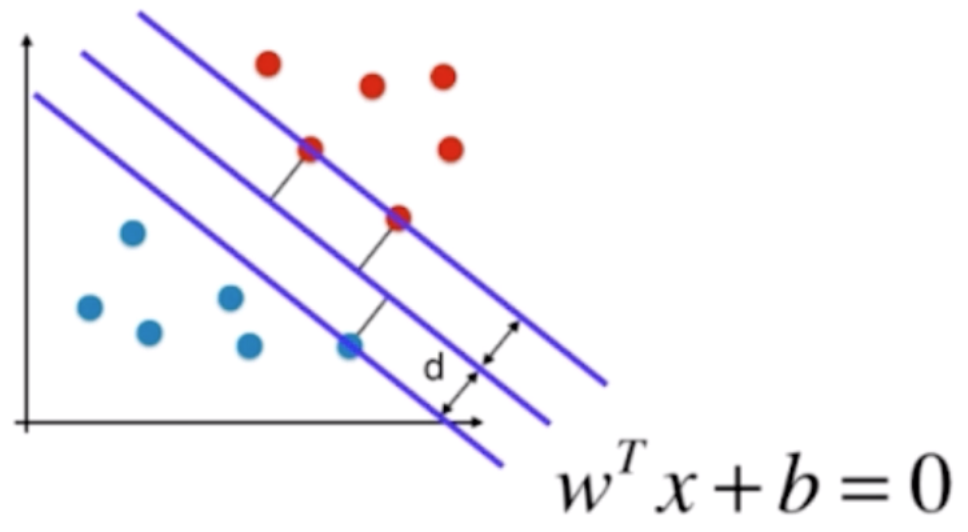 d
w^T x + b = 0